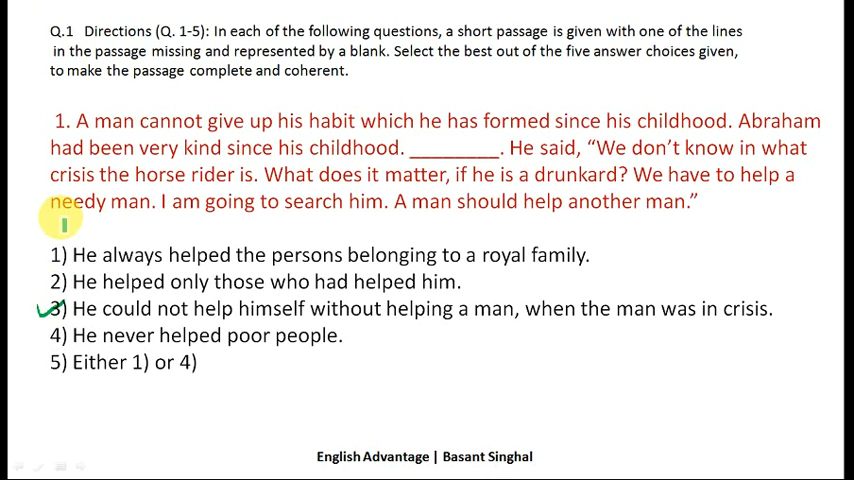 Q.1 Directions (Q. 1-5): In each of the following questions, a short passage is given with one of the lines
in the passage missing and represented by a blank. Select the best out of the five answer choices given,
to make the passage complete and coherent.
1. A man cannot give up his habit which he has formed since his childhood. Abraham
had been very kind since his childhood. ________. He said, “We don’t know in what
crisis the horse rider is. What does it matter, if he is a drunkard? We have to help a
needy man. I am going to search him. A man should help another man.”
1) He always helped the persons belonging to a royal family.
2) He helped only those who had helped him.
3) He could not help himself without helping a man, when the man was in crisis.
4) He never helped poor people.
5) Either 1) or 4)
English Advantage | Basant Singhal